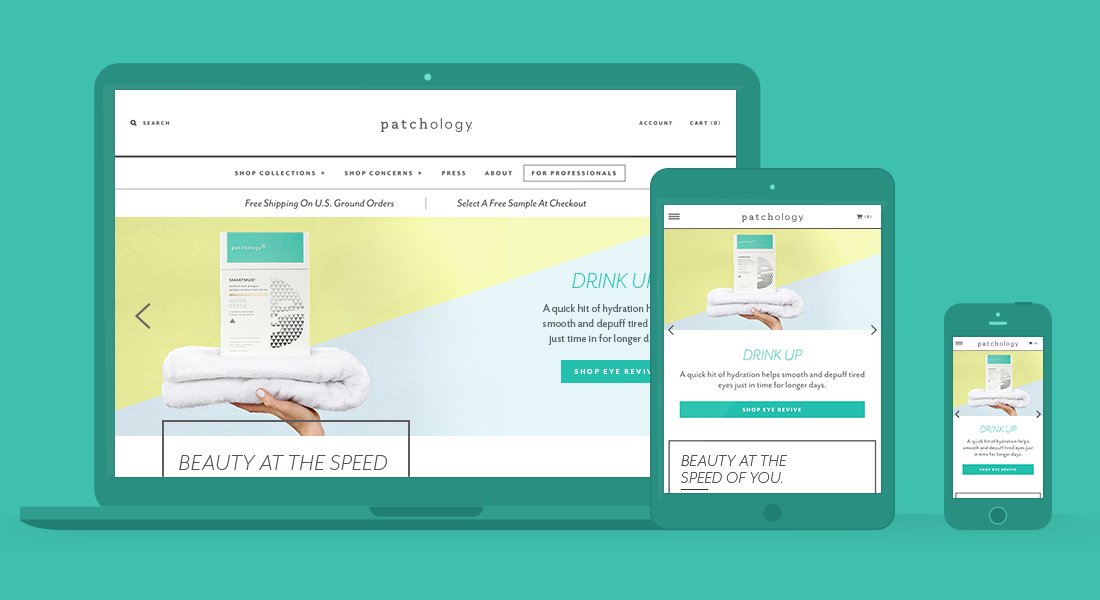 SEARCH
patchology
ACCOUNT
CART (0)
SHOP COLLECTIONS +
SHOP CONCERNS +
PRESS
ABOUT
FOR PROFESSIONALS
Free Shipping On U.S. Ground Orders
Select A Free Sample At Checkout
patchology
SMARTMUD
DETOX
DETOX
DRINK UP
A quick hit of hydration h
smooth and depuff tired
just time in for longer d
SHOP EYE REVIV
BEAUTY AT THE SPEED
patchology
(0)
DRINK UP
A quick hit of hydration helps smooth and depuff tired
eyes just in time for longer days.
SHOP EYE REVIVE
BEAUTY AT THE
SPEED OF YOU.
patchology
DRINK UP
A quick hit of hydration helps
smooth and depuff tired eyes just
in time for longer days.
SHOP EYE REVIVE